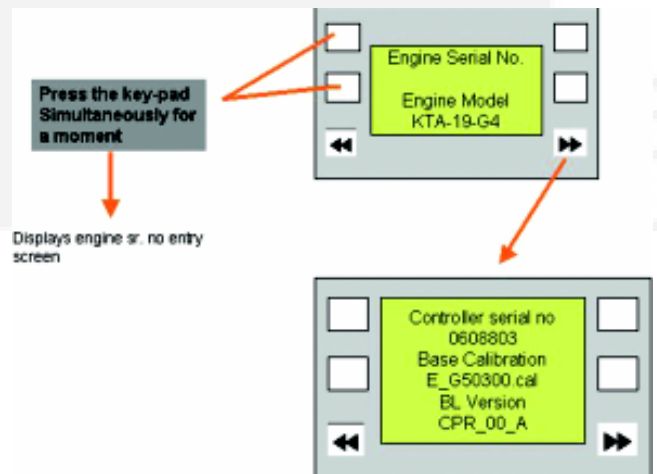 Engine Serial No.
Engine Model
KTA-19-G4
Press the key-pad
Simultaneously for
a moment
Displays engine sr. no entry
screen
Controller serial no
0608803
Base Calibration
E_G50300.cal
BL Version
CPR_00_A